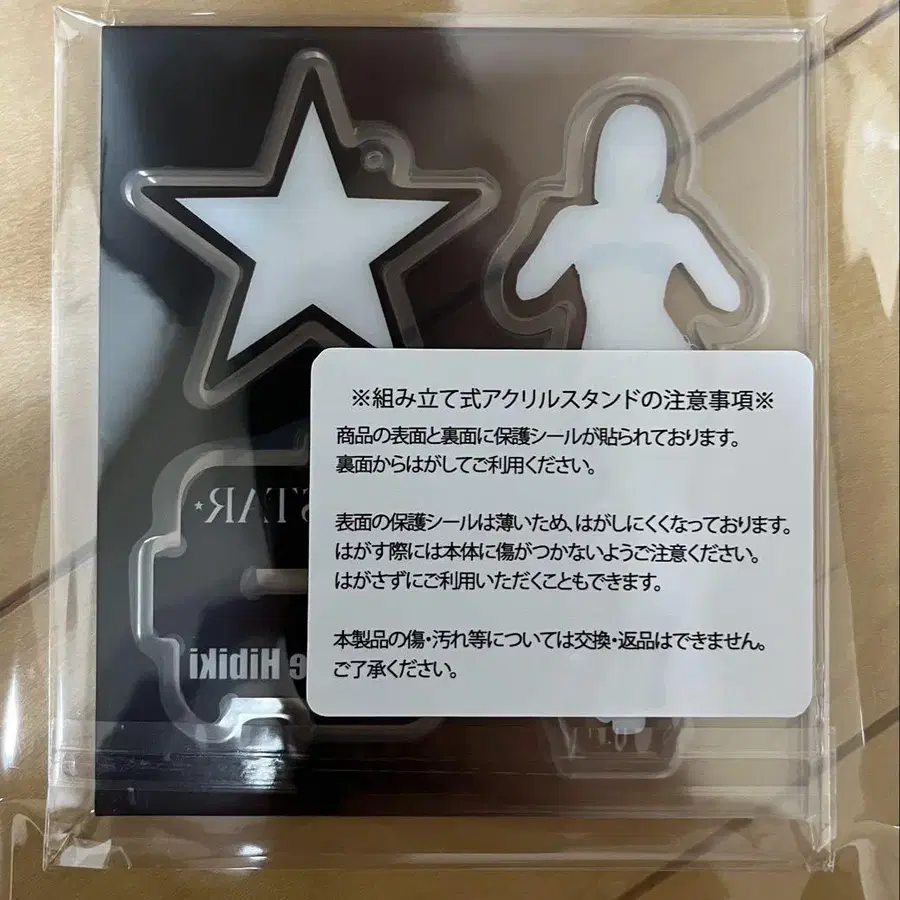 ※組み立て式アクリルスタンドの注意事項※
商品の表面と裏面に保護シールが貼られております。
裏面からはがしてご利用ください。
表面の保護シールは薄いため、はがしにくくなっております。
はがす際には本体に傷がつかないようご注意ください。
はがさずにご利用いただくこともできます。
本製品の傷・汚れ等については交換・返品はできません。
ご了承ください。
STAR★
e Hibiki